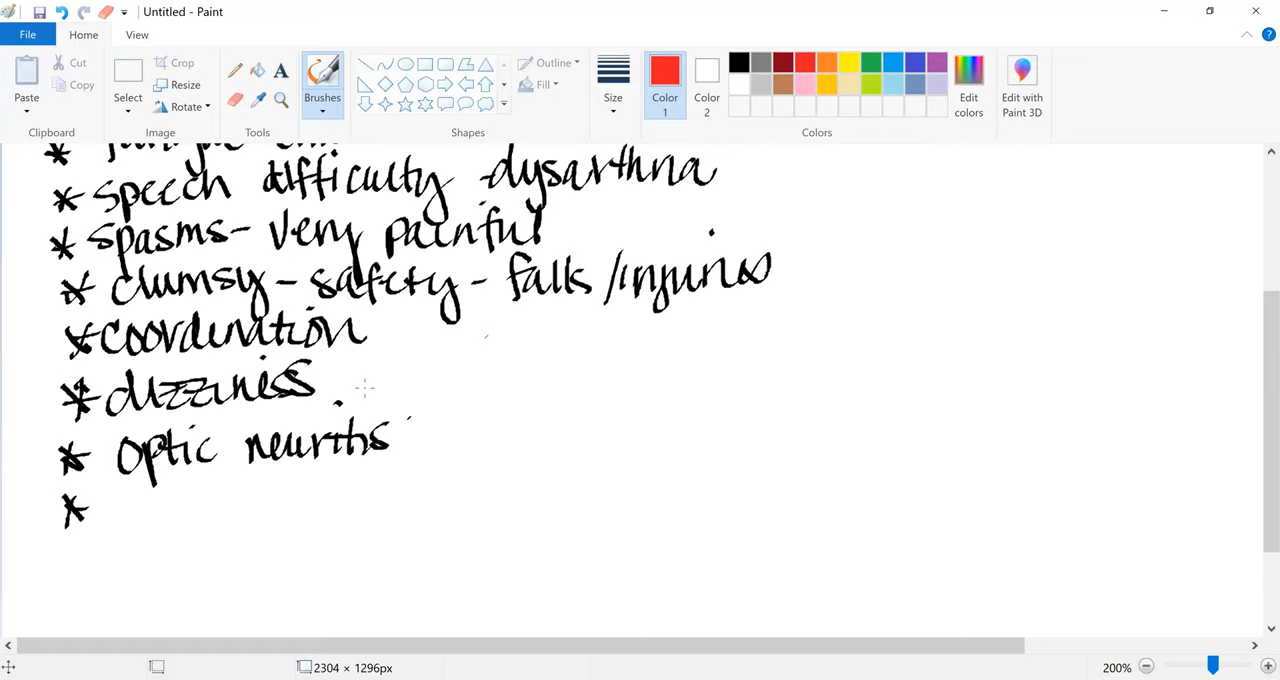 Untitled - Paint
File Home View
Paste
Cut
Copy
Clipboard
Select
Crop
Resize
Rotate
Image
Tools
Brushes
Shapes
Outline
Fill
Size
Color 1
Color 2
Colors
Edit colors
Edit with Paint 3D
*
* speech difficulty - dysarthria
* spasms - very painful
* clumsy - safety - falls / injuries
* coordination
* dizziness
* optic neuritis
*
2304 × 1296px
200%